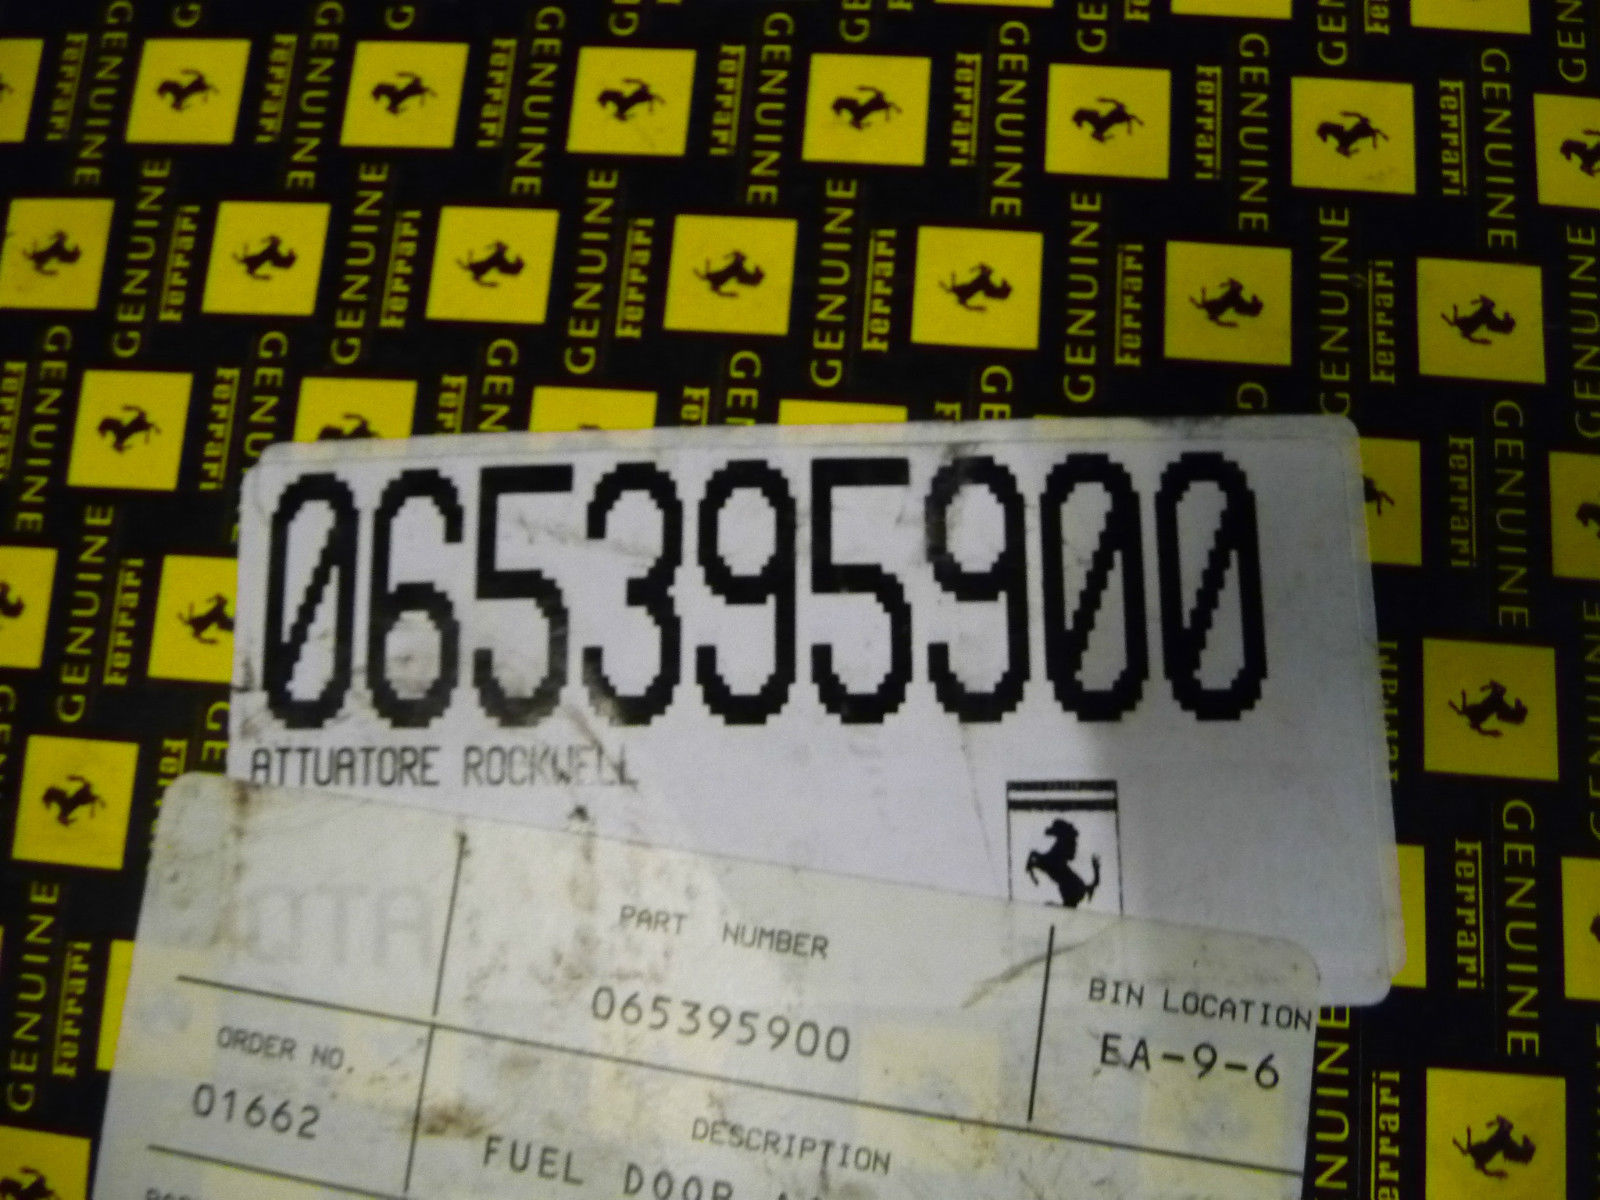 GENUINE
Ferrari
065395900
ATTUATORE ROCKWELL
PART NUMBER
065395900
BIN LOCATION
EA-9-6
ORDER NO.
01662
DESCRIPTION
FUEL DOOR